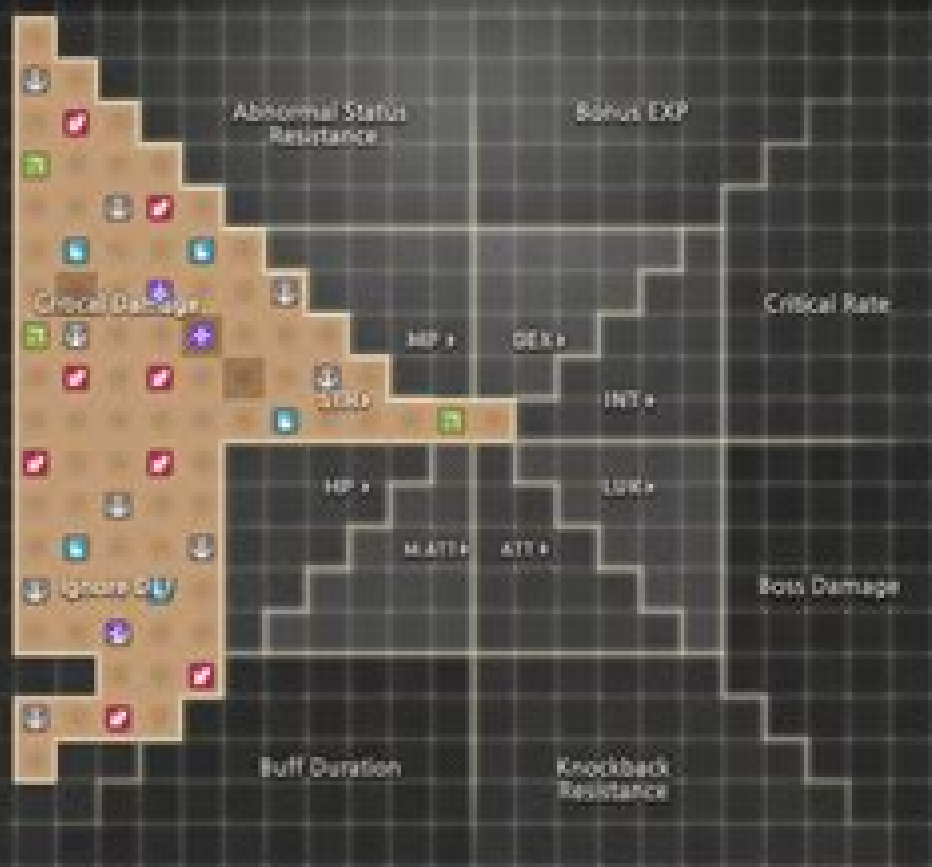 Abnormal Status
Resistance
Bonus EXP
Critical Damage
Critical Rate
MP
DEX
STR
INT
HP
LUK
M.ATT
ATT
Ignore
Boss Damage
Buff Duration
Knockback
Resistance